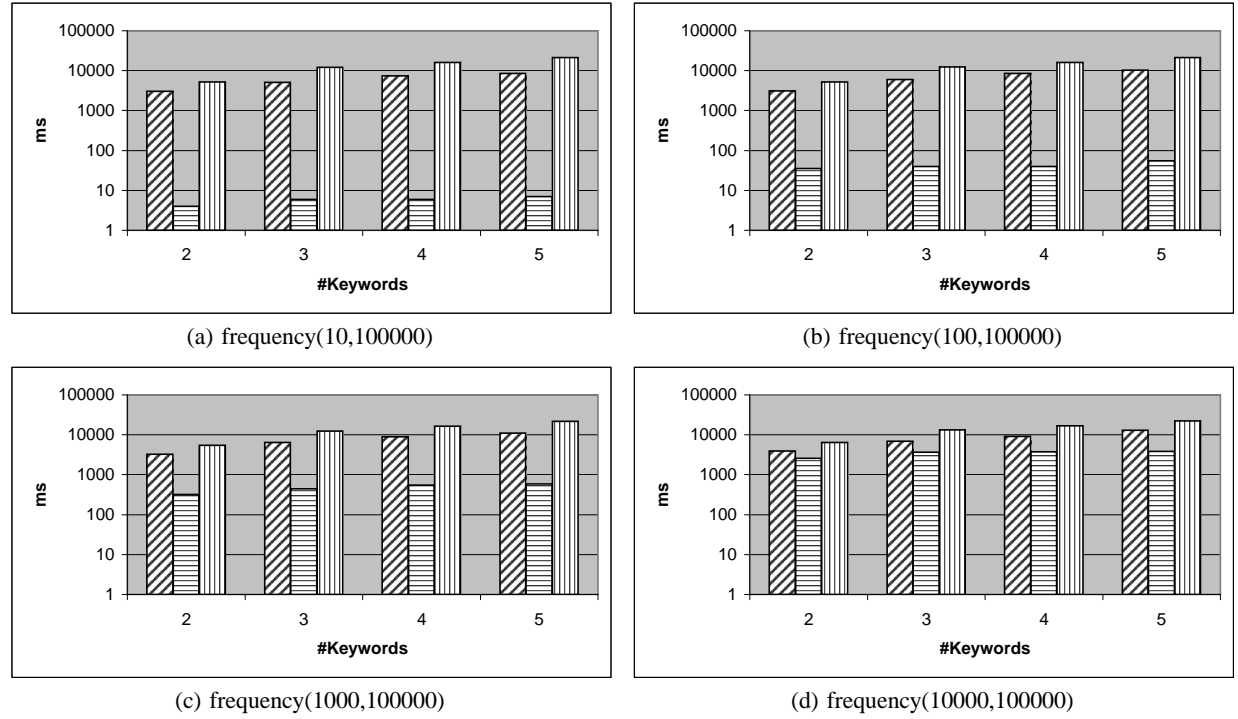 100000
10000
1000
100
10
1
ms
2 3 4 5
#Keywords
(a) frequency(10,100000)
100000
10000
1000
100
10
1
ms
2 3 4 5
#Keywords
(b) frequency(100,100000)
100000
10000
1000
100
10
1
ms
2 3 4 5
#Keywords
(c) frequency(1000,100000)
100000
10000
1000
100
10
1
ms
2 3 4 5
#Keywords
(d) frequency(10000,100000)